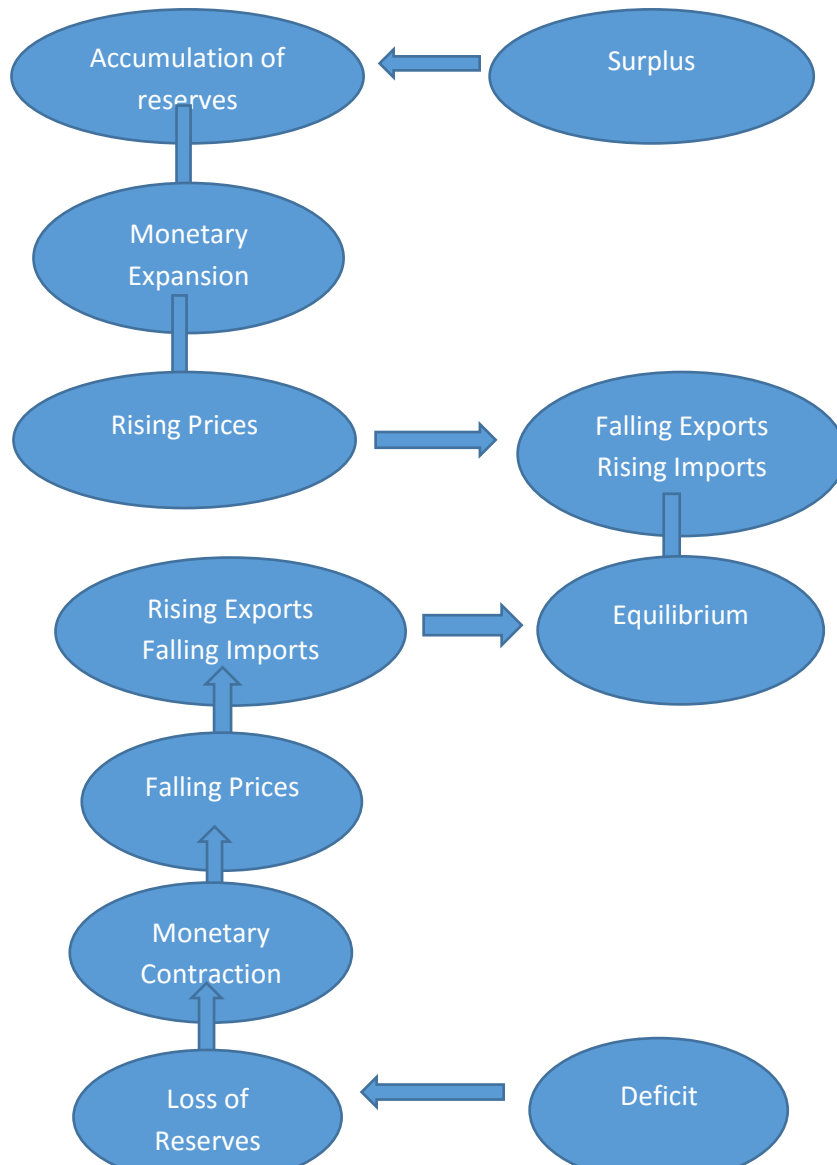 Accumulation of
reserves
Surplus
Monetary
Expansion
Rising Prices
Falling Exports
Rising Imports
Rising Exports
Falling Imports
Equilibrium
Falling Prices
Monetary
Contraction
Loss of
Reserves
Deficit